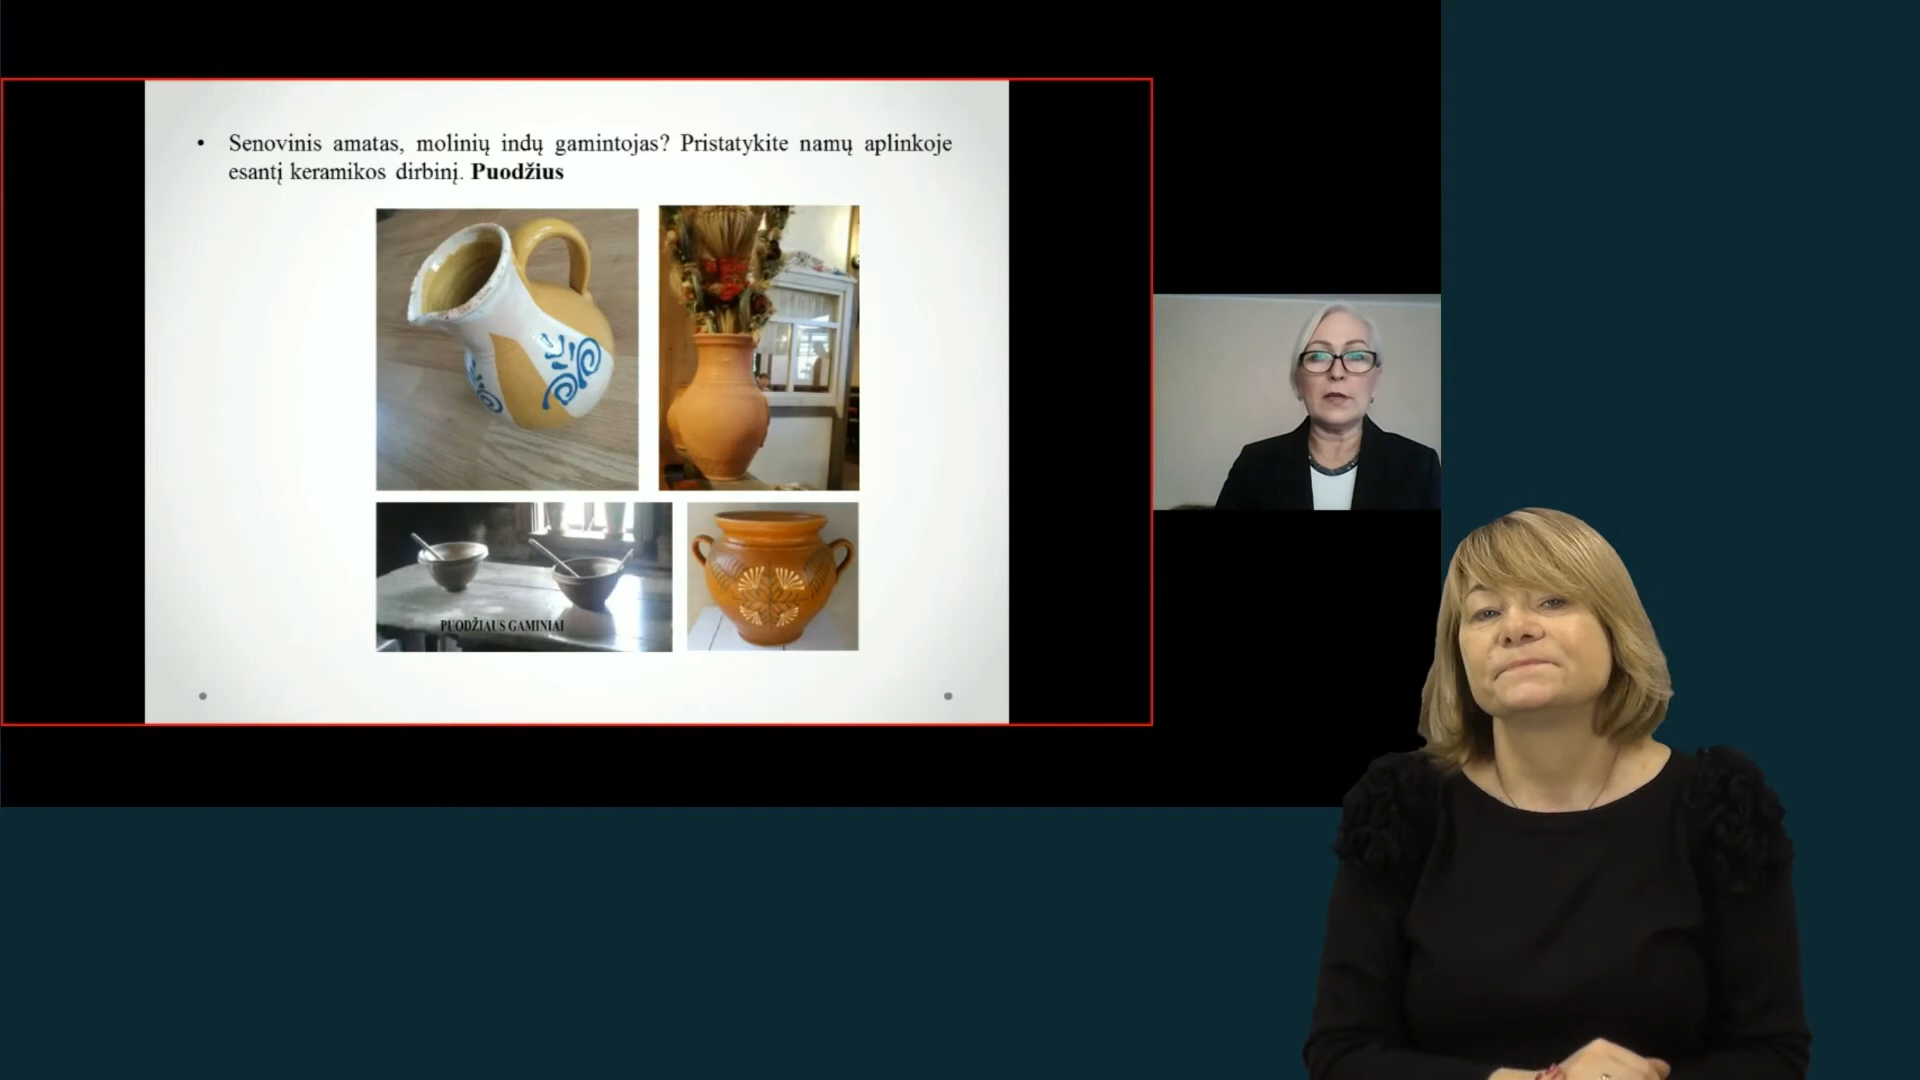 • Senovinis amatas, molinių indų gamintojas? Pristatykite namų aplinkoje
esantį keramikos dirbinį. Puodžius
PUODŽIAUS GAMINIAI